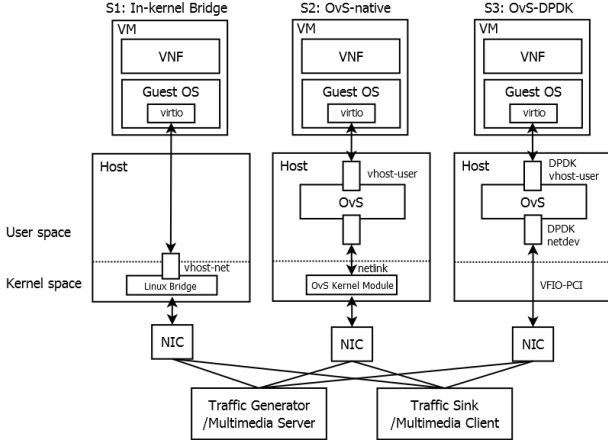 S1: In-kernel Bridge
S2: OvS-native
S3: OvS-DPDK
VM
VNF
Guest OS
virtio
VM
VNF
Guest OS
virtio
VM
VNF
Guest OS
virtio
Host
Host
vhost-user
OvS
Host
DPDK
vhost-user
OvS
DPDK
netdev
User space
Kernel space
vhost-net
Linux Bridge
netlink
OvS Kernel Module
VFIO-PCI
NIC
NIC
NIC
Traffic Generator
/Multimedia Server
Traffic Sink
/Multimedia Client